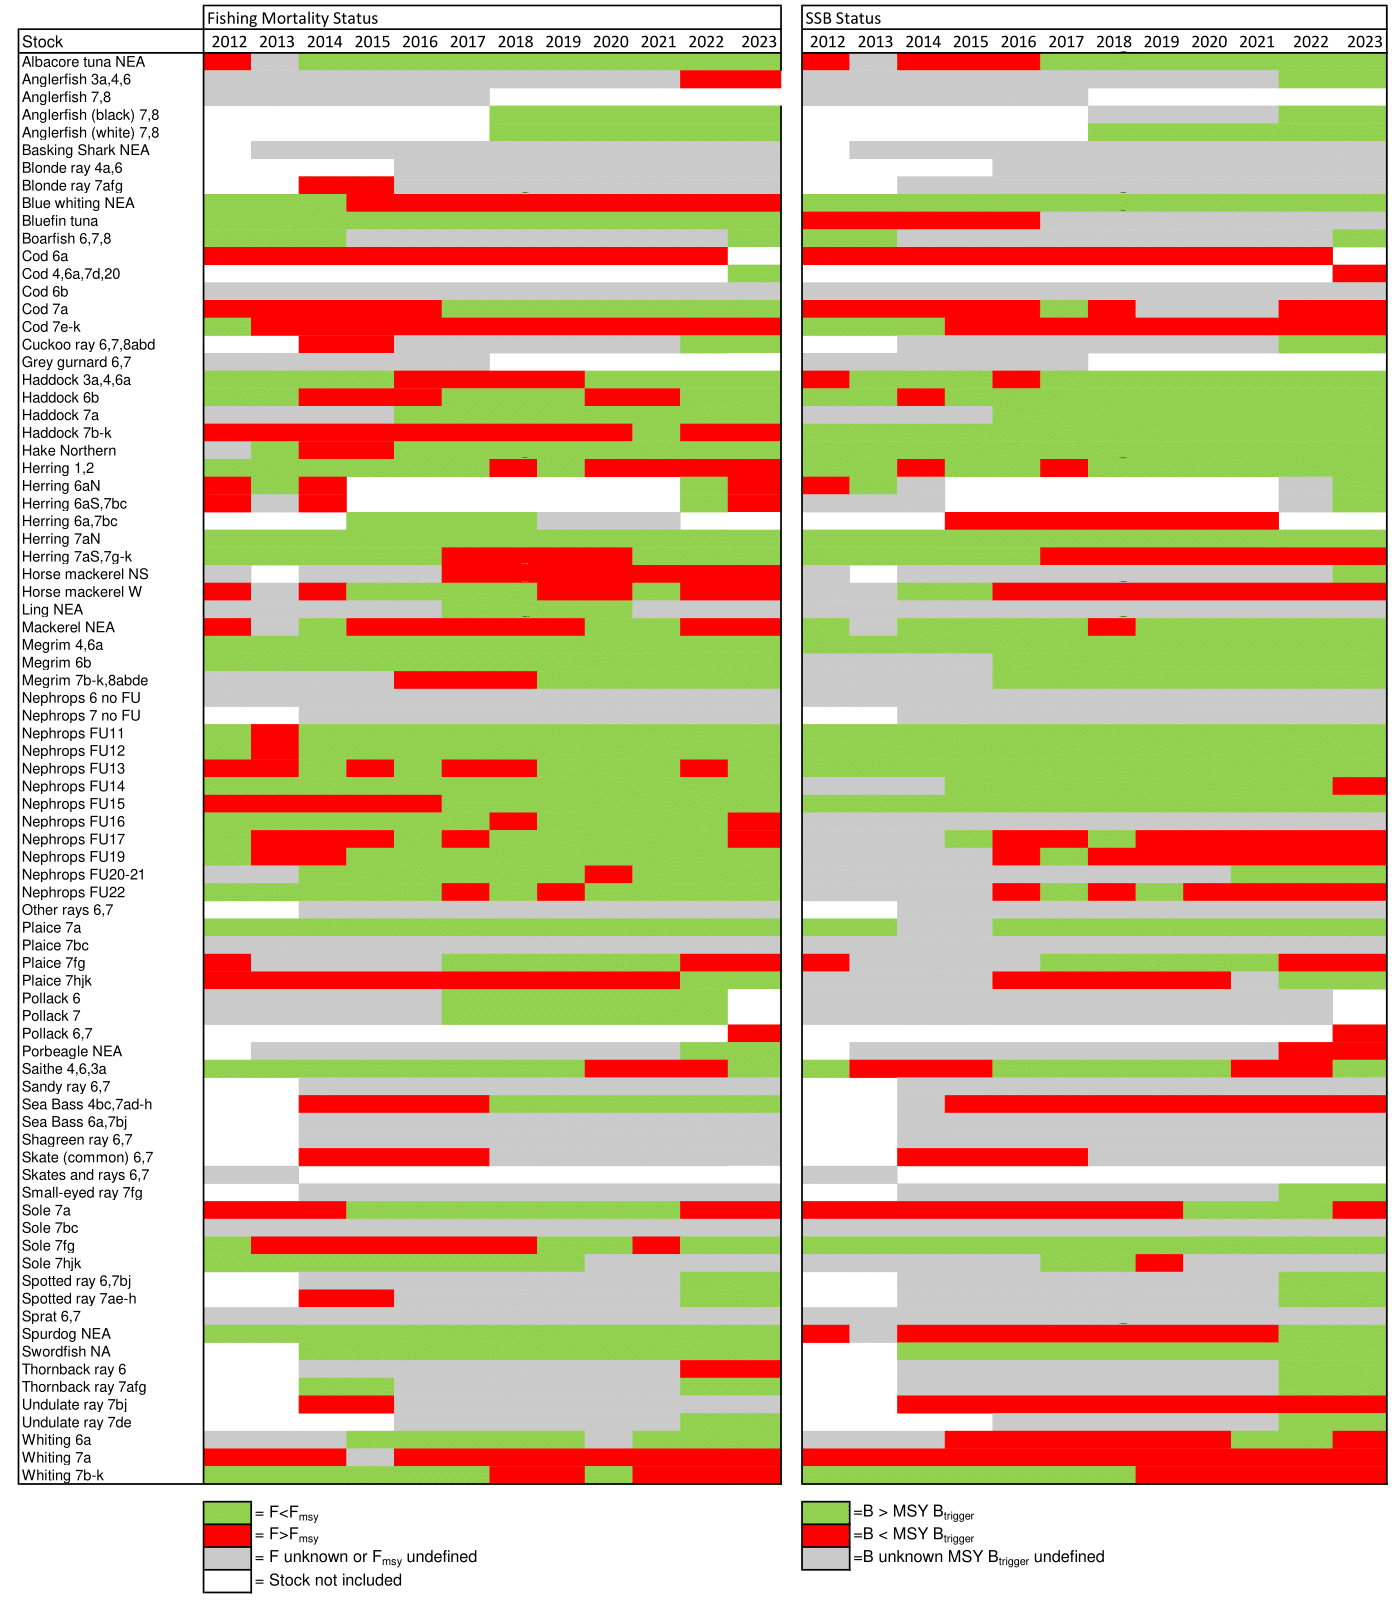 Fishing Mortality Status SSB Status
Stock 2012 2013 2014 2015 2016 2017 2018 2019 2020 2021 2022 2023 2012 2013 2014 2015 2016 2017 2018 2019 2020 2021 2022 2023
Albacore tuna NEA
Anglerfish 3a,4,6
Anglerfish 7,8
Anglerfish (black) 7,8
Anglerfish (white) 7,8
Basking Shark NEA
Blonde ray 4a,6
Blonde ray 7afg
Blue whiting NEA
Bluefin tuna
Boarfish 6,7,8
Cod 6a
Cod 4,6a,7d,20
Cod 6b
Cod 7a
Cod 7e-k
Cuckoo ray 6,7,8abd
Grey gurnard 6,7
Haddock 3a,4,6a
Haddock 6b
Haddock 7a
Haddock 7b-k
Hake Northern
Herring 1,2
Herring 6aN
Herring 6aS,7bc
Herring 6a,7bc
Herring 7aN
Herring 7aS,7g-k
Horse mackerel NS
Horse mackerel W
Ling NEA
Mackerel NEA
Megrim 4,6a
Megrim 6b
Megrim 7b-k,8abde
Nephrops 6 no FU
Nephrops 7 no FU
Nephrops FU11
Nephrops FU12
Nephrops FU13
Nephrops FU14
Nephrops FU15
Nephrops FU16
Nephrops FU17
Nephrops FU19
Nephrops FU20-21
Nephrops FU22
Other rays 6,7
Plaice 7a
Plaice 7bc
Plaice 7fg
Plaice 7hjk
Pollack 6
Pollack 7
Pollack 6,7
Porbeagle NEA
Saithe 4,6,3a
Sandy ray 6,7
Sea Bass 4bc,7ad-h
Sea Bass 6a,7bj
Shagreen ray 6,7
Skate (common) 6,7
Skates and rays 6,7
Small-eyed ray 7fg
Sole 7a
Sole 7bc
Sole 7fg
Sole 7hjk
Spotted ray 6,7bj
Spotted ray 7ae-h
Sprat 6,7
Spurdog NEA
Swordfish NA
Thornback ray 6
Thornback ray 7afg
Undulate ray 7bj
Undulate ray 7de
Whiting 6a
Whiting 7a
Whiting 7b-k
= F<Fmsy =B > MSY Btrigger
= F>Fmsy =B < MSY Btrigger
= F unknown or Fmsy undefined =B unknown MSY Btrigger undefined
= Stock not included